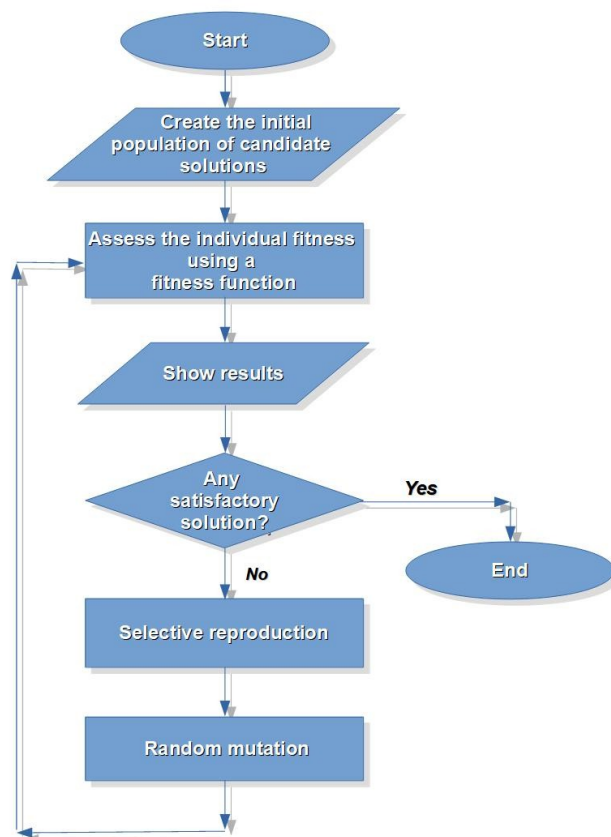 Start
Create the initial
population of candidate
solutions
Assess the individual fitness
using a
fitness function
Show results
Any
satisfactory
solution?
Yes
End
No
Selective reproduction
Random mutation